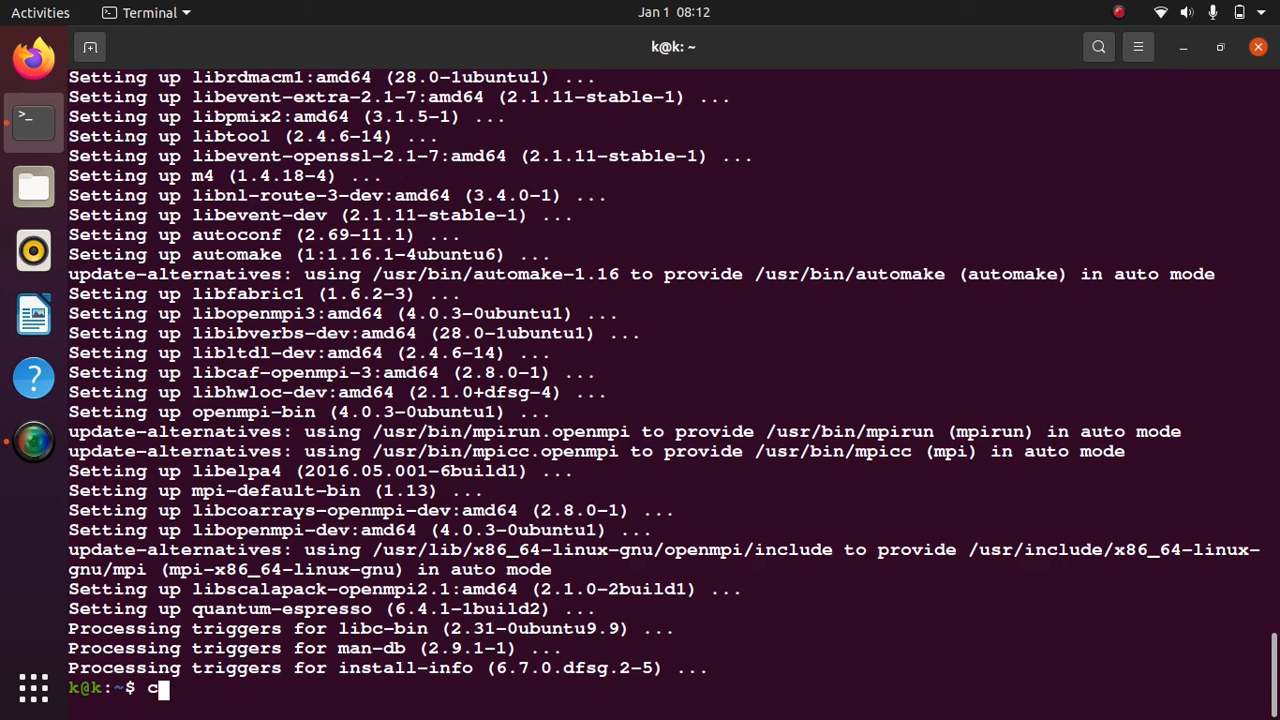 Activities
Terminal
Jan 1 08:12
k@k: ~
Setting up librdmacm1:amd64 (28.0-1ubuntu1) ...
Setting up libevent-extra-2.1-7:amd64 (2.1.11-stable-1) ...
Setting up libpmix2:amd64 (3.1.5-1) ...
Setting up libtool (2.4.6-14) ...
Setting up libevent-openssl-2.1-7:amd64 (2.1.11-stable-1) ...
Setting up m4 (1.4.18-4) ...
Setting up libnl-route-3-dev:amd64 (3.4.0-1) ...
Setting up libevent-dev (2.1.11-stable-1) ...
Setting up autoconf (2.69-11.1) ...
Setting up automake (1:1.16.1-4ubuntu6) ...
update-alternatives: using /usr/bin/automake-1.16 to provide /usr/bin/automake (automake) in auto mode
Setting up libfabric1 (1.6.2-3) ...
Setting up libopenmpi3:amd64 (4.0.3-0ubuntu1) ...
Setting up libibverbs-dev:amd64 (28.0-1ubuntu1) ...
Setting up libltdl-dev:amd64 (2.4.6-14) ...
Setting up libcaf-openmpi-3:amd64 (2.8.0-1) ...
Setting up libhwloc-dev:amd64 (2.1.0+dfsg-4) ...
Setting up openmpi-bin (4.0.3-0ubuntu1) ...
update-alternatives: using /usr/bin/mpirun.openmpi to provide /usr/bin/mpirun (mpirun) in auto mode
update-alternatives: using /usr/bin/mpicc.openmpi to provide /usr/bin/mpicc (mpi) in auto mode
Setting up libelpa4 (2016.05.001-6build1) ...
Setting up mpi-default-bin (1.13) ...
Setting up libcoarrays-openmpi-dev:amd64 (2.8.0-1) ...
Setting up libopenmpi-dev:amd64 (4.0.3-0ubuntu1) ...
update-alternatives: using /usr/lib/x86_64-linux-gnu/openmpi/include to provide /usr/include/x86_64-linux-
gnu/mpi (mpi-x86_64-linux-gnu) in auto mode
Setting up libscalapack-openmpi2.1:amd64 (2.1.0-2build1) ...
Setting up quantum-espresso (6.4.1-1build2) ...
Processing triggers for libc-bin (2.31-0ubuntu9.9) ...
Processing triggers for man-db (2.9.1-1) ...
Processing triggers for install-info (6.7.0.dfsg.2-5) ...
k@k:~$ c